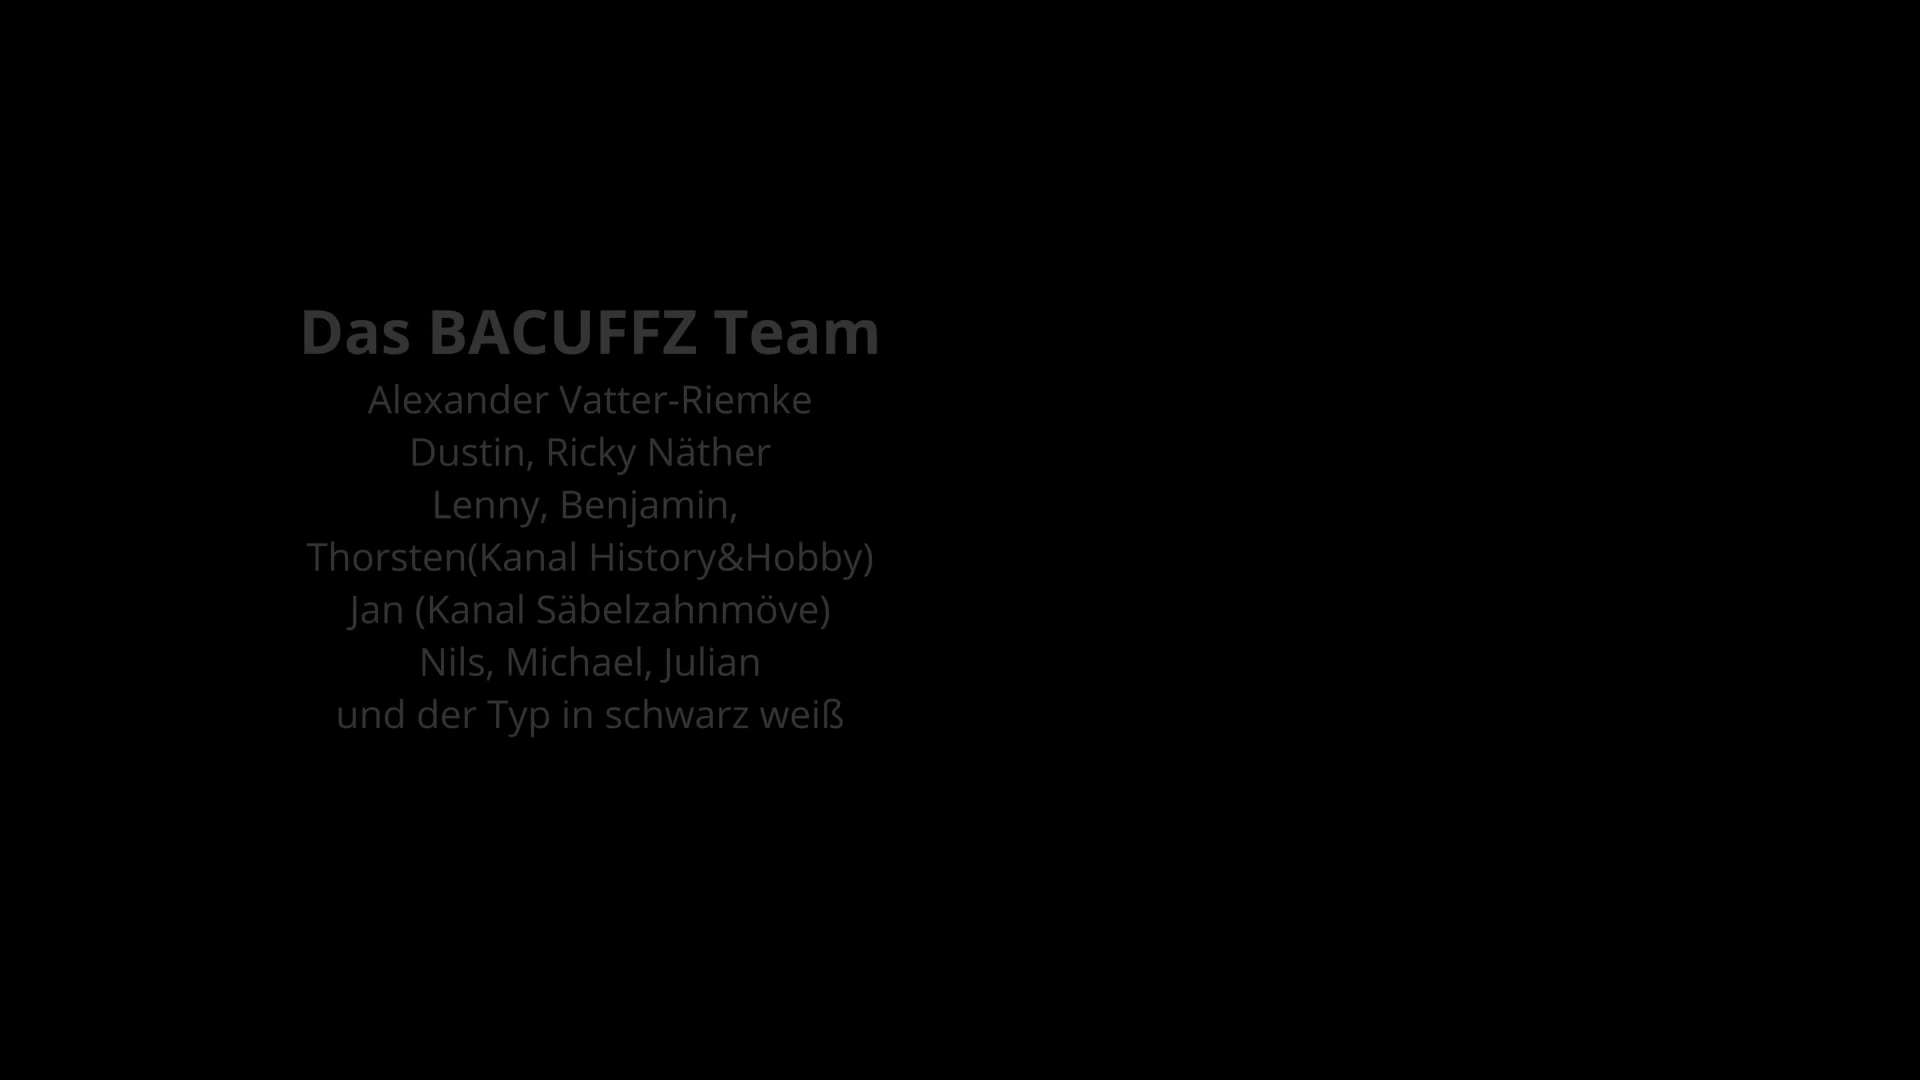 Das BACUFFZ Team
Alexander Vatter-Riemke
Dustin, Ricky Näther
Lenny, Benjamin,
Thorsten(Kanal History&Hobby)
Jan (Kanal Säbelzahnmöve)
Nils, Michael, Julian
und der Typ in schwarz weiß